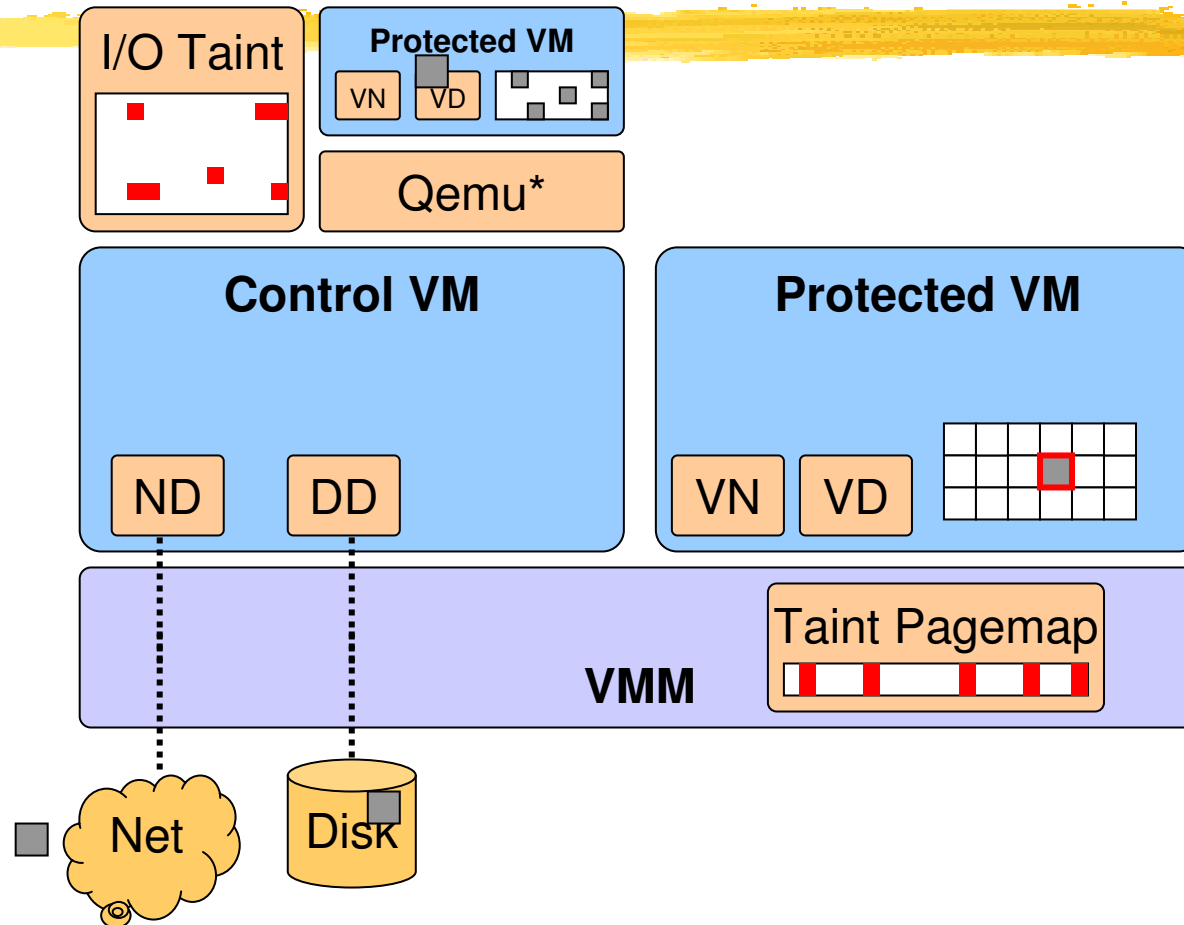 I/O Taint
Protected VM
VN
VD
Qemu*
Control VM
Protected VM
ND
DD
VN
VD
Taint Pagemap
VMM
Net
Disk